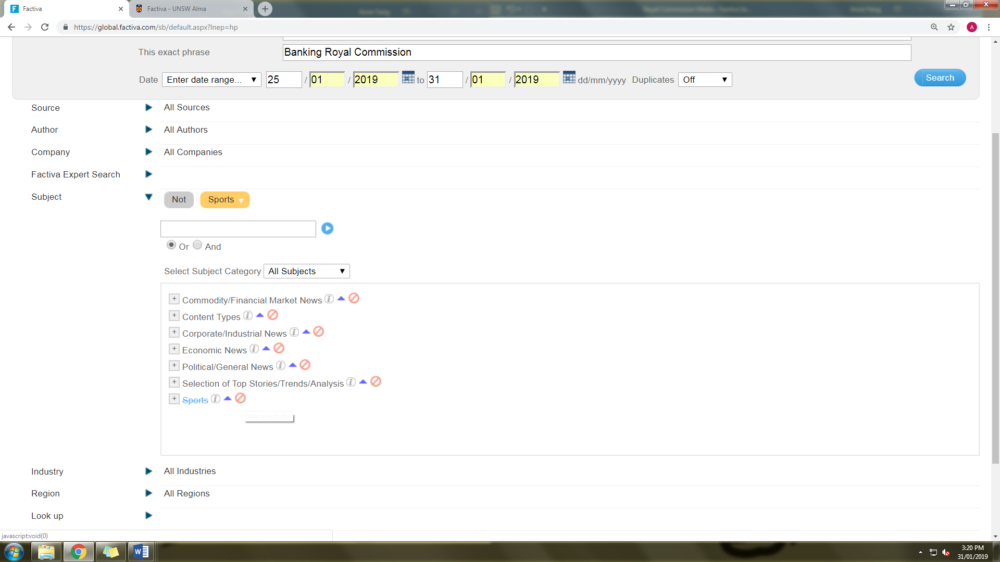 Factiva
Factiva - UNSW Alma
https://global.factiva.com/sb/default.aspx?lnep=hp
A
This exact phrase Banking Royal Commission
Date Enter date range... 25 / 01 / 2019 to 31 / 01 / 2019 dd/mm/yyyy Duplicates Off Search
Source All Sources
Author All Authors
Company All Companies
Factiva Expert Search
Subject Not Sports
Or And
Select Subject Category All Subjects
+ Commodity/Financial Market News
+ Content Types
+ Corporate/Industrial News
+ Economic News
+ Political/General News
+ Selection of Top Stories/Trends/Analysis
+ Sports
Industry All Industries
Region All Regions
Look up
javascript:void(0)
3:20 PM
31/01/2019